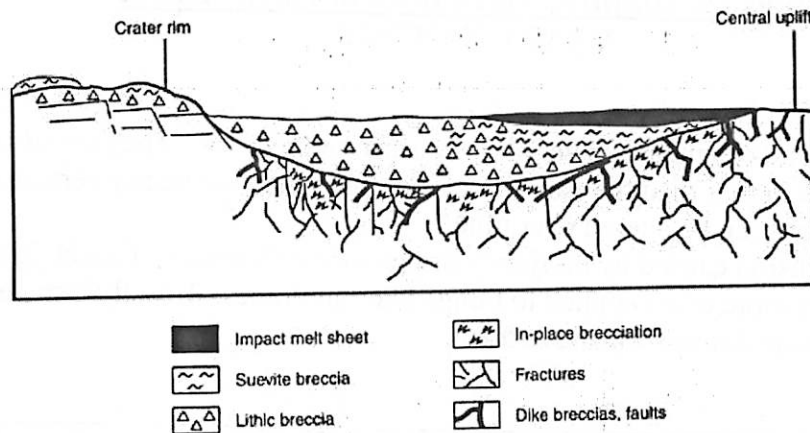 Crater rim
Central uplift
Impact melt sheet
Suevite breccia
Lithic breccia
In-place brecciation
Fractures
Dike breccias, faults